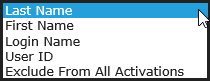 Last Name
First Name
Login Name
User ID
Exclude From All Activations